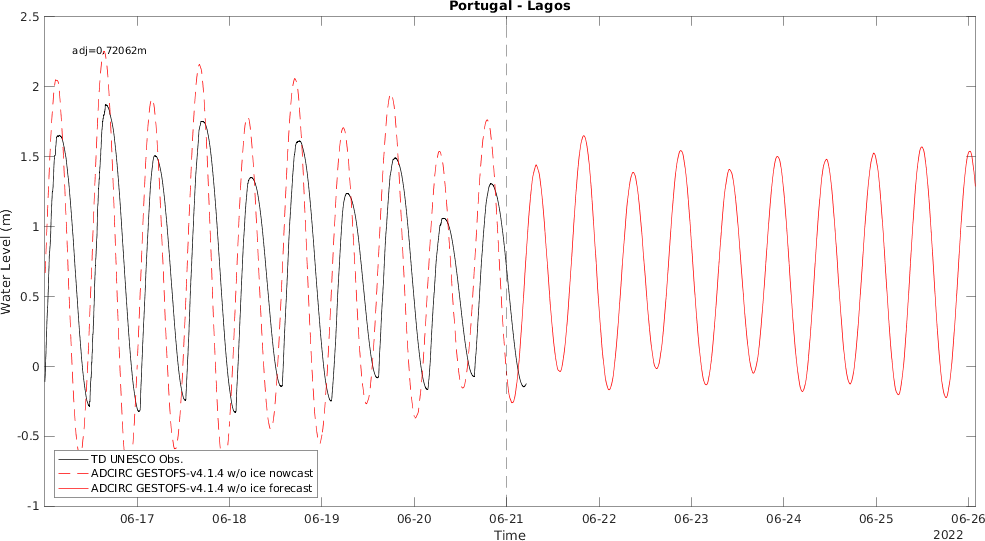 Portugal - Lagos
2.5
adj=0.72062m
2
1.5
1
0.5
0
-0.5
-1
Water Level (m)
TD UNESCO Obs.
ADCIRC GESTOFS-v4.1.4 w/o ice nowcast
ADCIRC GESTOFS-v4.1.4 w/o ice forecast
06-17 06-18 06-19 06-20 06-21 06-22 06-23 06-24 06-25 06-26
Time
2022